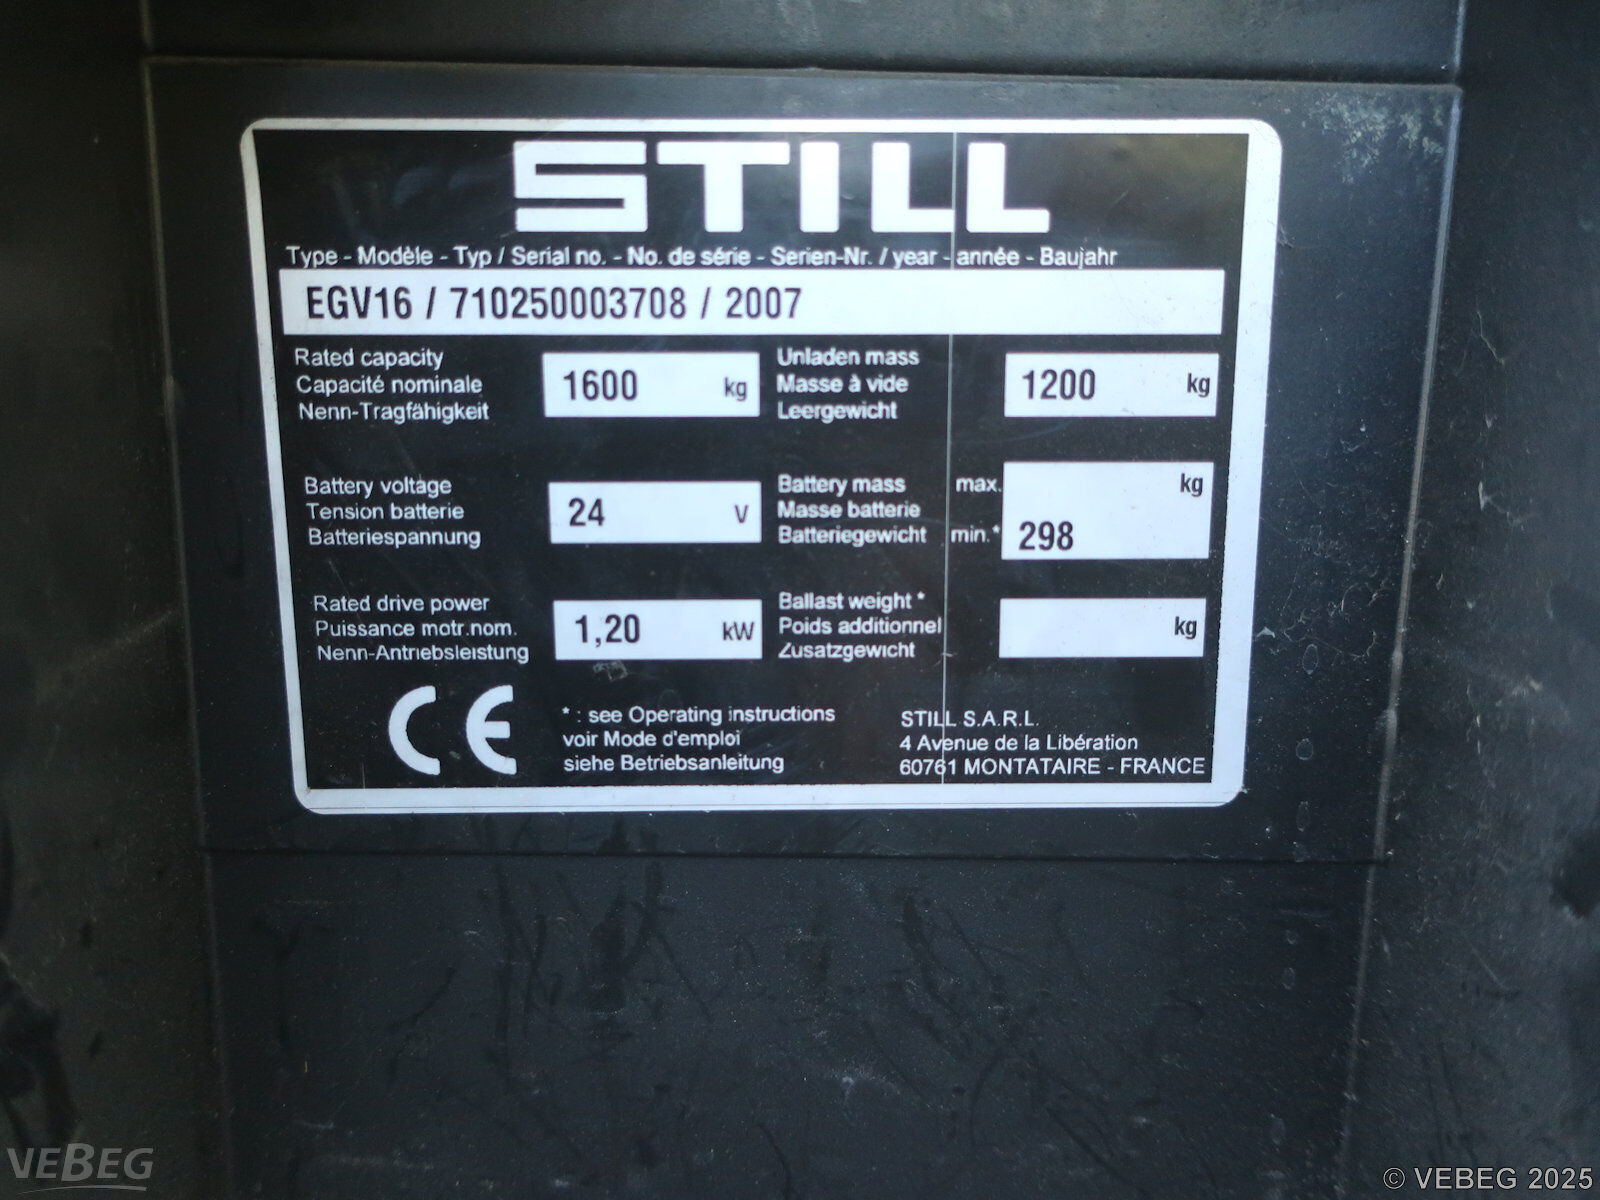 STILL
Type - Modèle - Typ / Serial no. - No. de série - Serien-Nr. / year - année - Baujahr
EGV16 / 710250003708 / 2007
Rated capacity
Capacité nominale
Nenn-Tragfähigkeit
1600 kg
Unladen mass
Masse à vide
Leergewicht
1200 kg
Battery voltage
Tension batterie
Batteriespannung
24 V
Battery mass max. kg
Masse batterie
Batteriegewicht min.* 298
Rated drive power
Puissance motr.nom.
Nenn-Antriebsleistung
1,20 kW
Ballast weight *
Poids additionnel
Zusatzgewicht
kg
CE
* : see Operating instructions
voir Mode d'emploi
siehe Betriebsanleitung
STILL S.A.R.L.
4 Avenue de la Libération
60761 MONTATAIRE - FRANCE
VEBEG
© VEBEG 2025